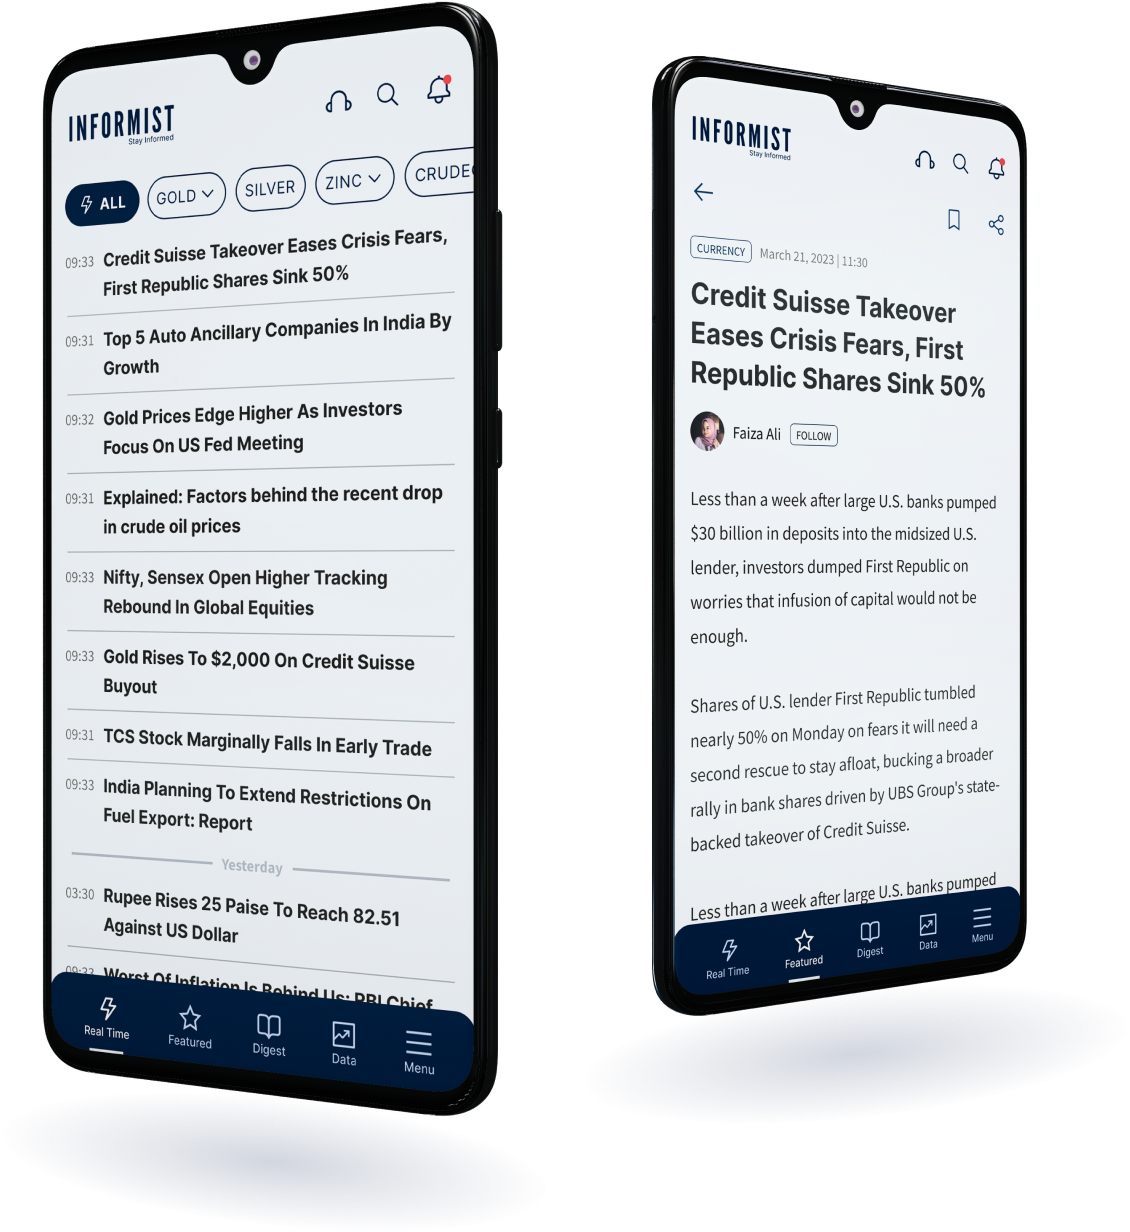 INFORMIST
Stay Informed
ALL
GOLD
SILVER
ZINC
CRUDE
09:33
Credit Suisse Takeover Eases Crisis Fears,
First Republic Shares Sink 50%
09:31
Top 5 Auto Ancillary Companies In India By
Growth
09:32
Gold Prices Edge Higher As Investors
Focus On US Fed Meeting
09:31
Explained: Factors behind the recent drop
in crude oil prices
09:33
Nifty, Sensex Open Higher Tracking
Rebound In Global Equities
09:33
Gold Rises To $2,000 On Credit Suisse
Buyout
09:31
TCS Stock Marginally Falls In Early Trade
09:33
India Planning To Extend Restrictions On
Fuel Export: Report
Yesterday
03:30
Rupee Rises 25 Paise To Reach 82.51
Against US Dollar
Worst Of Inflation Is Behind Us: RBI Chief
Real Time
Featured
Digest
Data
Menu
INFORMIST
Stay Informed
CURRENCY
March 21, 2023 | 11:30
Credit Suisse Takeover
Eases Crisis Fears, First
Republic Shares Sink 50%
Faiza Ali
FOLLOW
Less than a week after large U.S. banks pumped
$30 billion in deposits into the midsized U.S.
lender, investors dumped First Republic on
worries that infusion of capital would not be
enough.
Shares of U.S. lender First Republic tumbled
nearly 50% on Monday on fears it will need a
second rescue to stay afloat, bucking a broader
rally in bank shares driven by UBS Group's state-
backed takeover of Credit Suisse.
Less than a week after large U.S. banks pumped
Real Time
Featured
Digest
Data
Menu